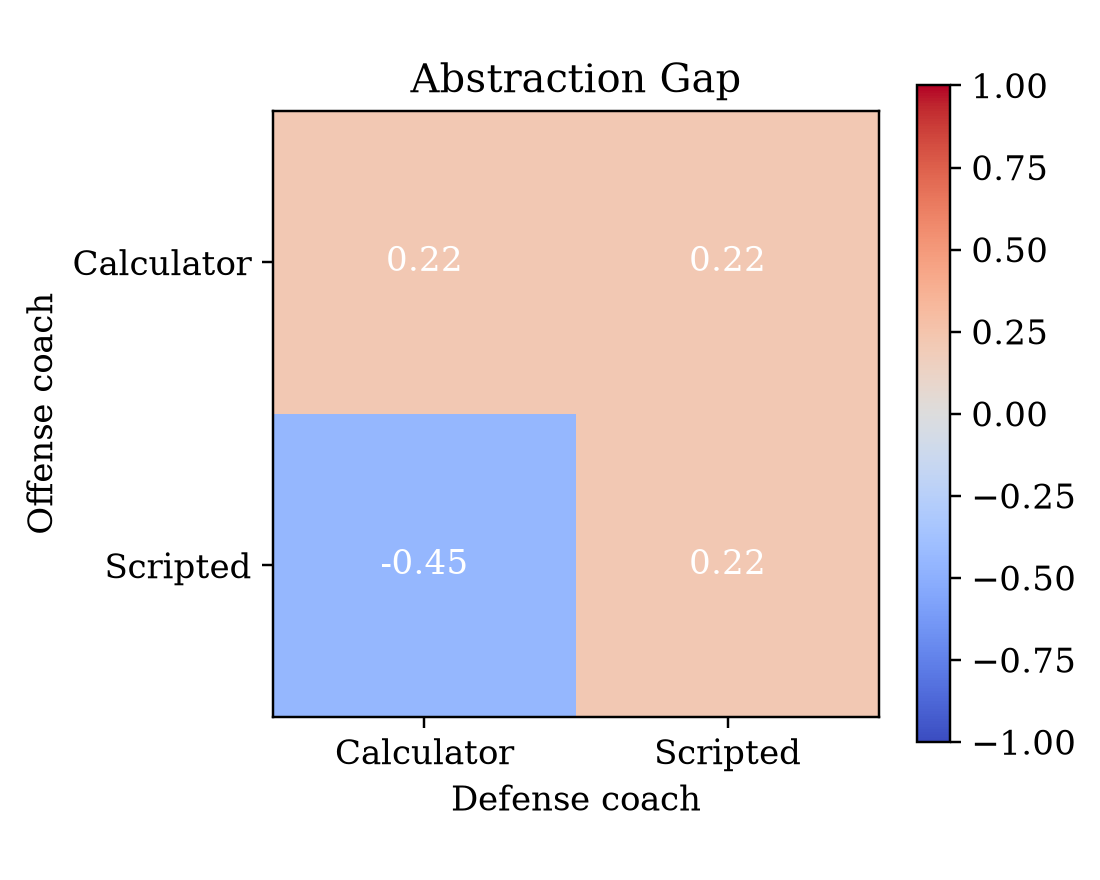 Abstraction Gap
Offense coach
Calculator
Scripted
0.22
0.22
-0.45
0.22
Calculator
Scripted
Defense coach
1.00
0.75
0.50
0.25
0.00
−0.25
−0.50
−0.75
−1.00